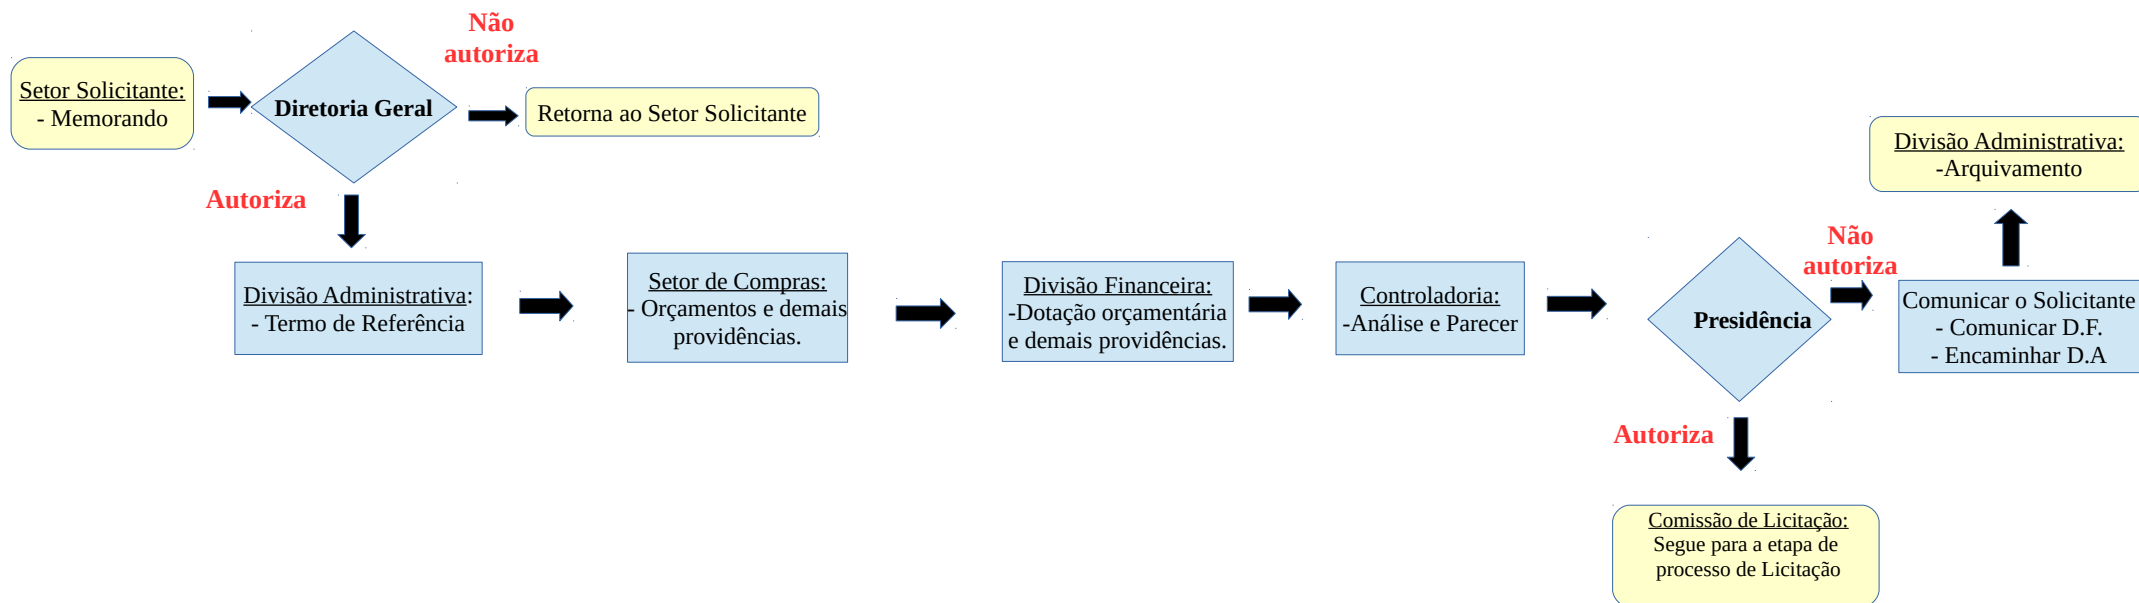 Setor Solicitante:
- Memorando
Diretoria Geral
Não
autoriza
Retorna ao Setor Solicitante
Autoriza
Divisão Administrativa:
- Termo de Referência
Setor de Compras:
- Orçamentos e demais
providências.
Divisão Financeira:
-Dotação orçamentária
e demais providências.
Controladoria:
-Análise e Parecer
Presidência
Não
autoriza
Comunicar o Solicitante
- Comunicar D.F.
- Encaminhar D.A
Divisão Administrativa:
-Arquivamento
Autoriza
Comissão de Licitação:
Segue para a etapa de
processo de Licitação